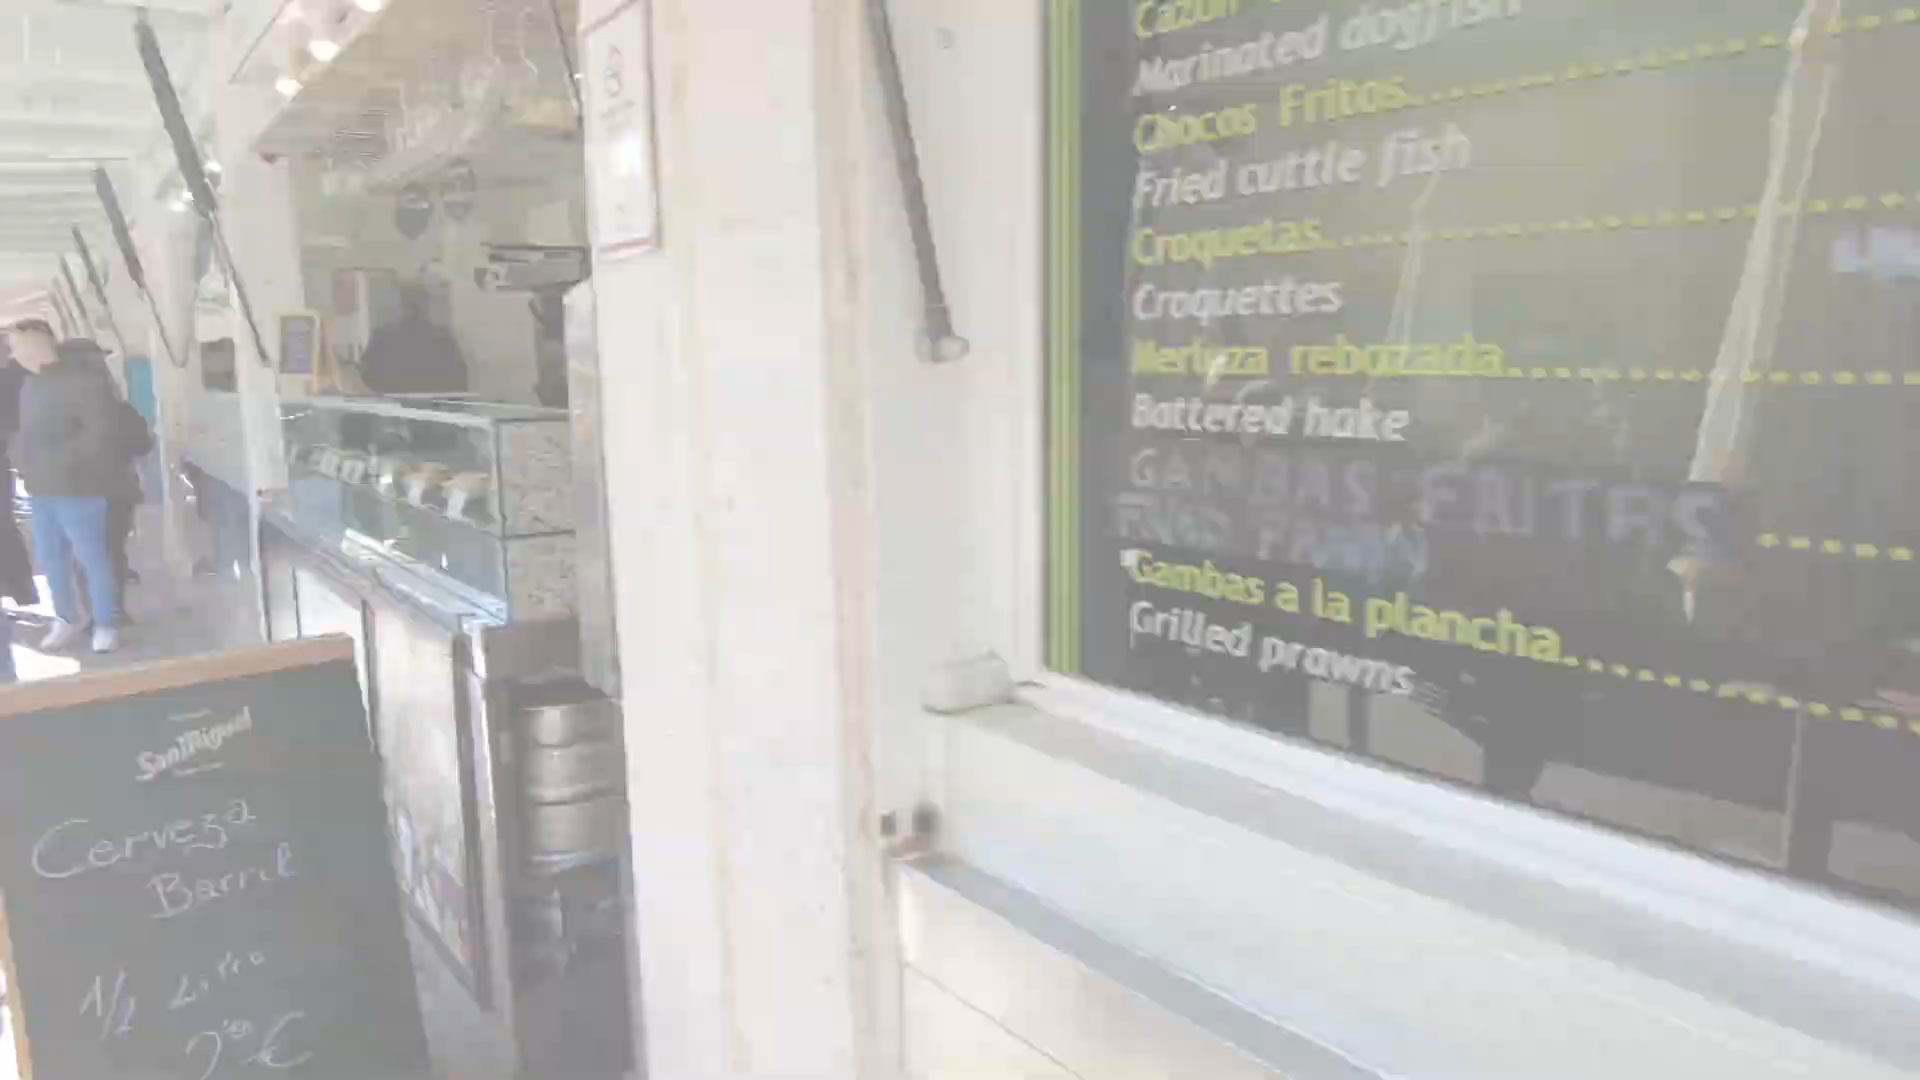 Marinated dogfish
Chocos Fritos
Fried cuttle fish
Croquetas
Croquettes
Merluza rebozada
Battered hake
GAMBAS FRITAS
Gambas a la plancha
Grilled prawns
San Miguel
Cerveza
Barril
1/2 Litro